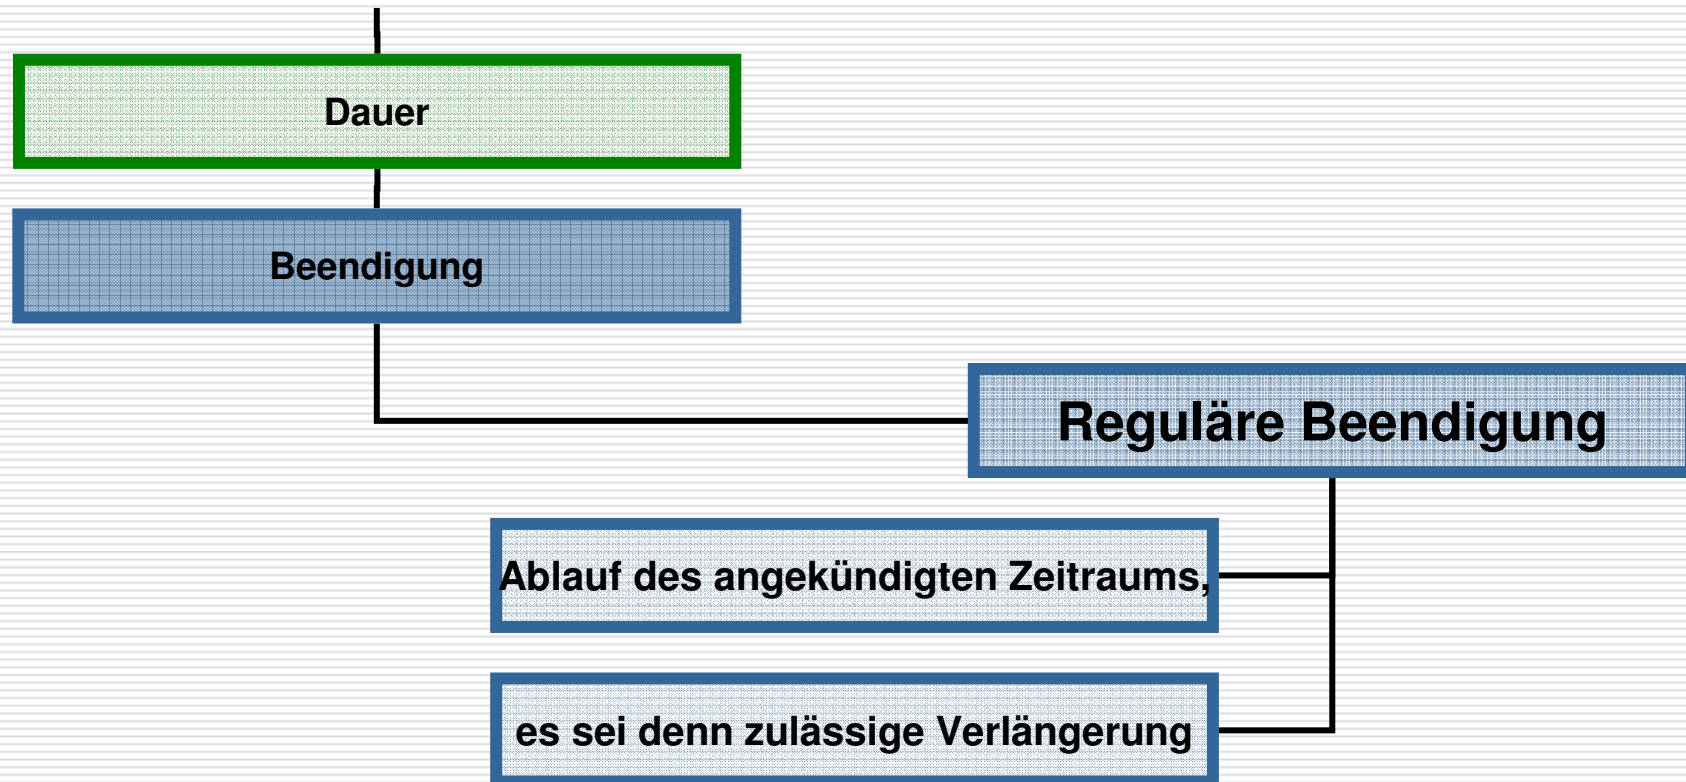 Dauer
Beendigung
Reguläre Beendigung
Ablauf des angekündigten Zeitraums,
es sei denn zulässige Verlängerung